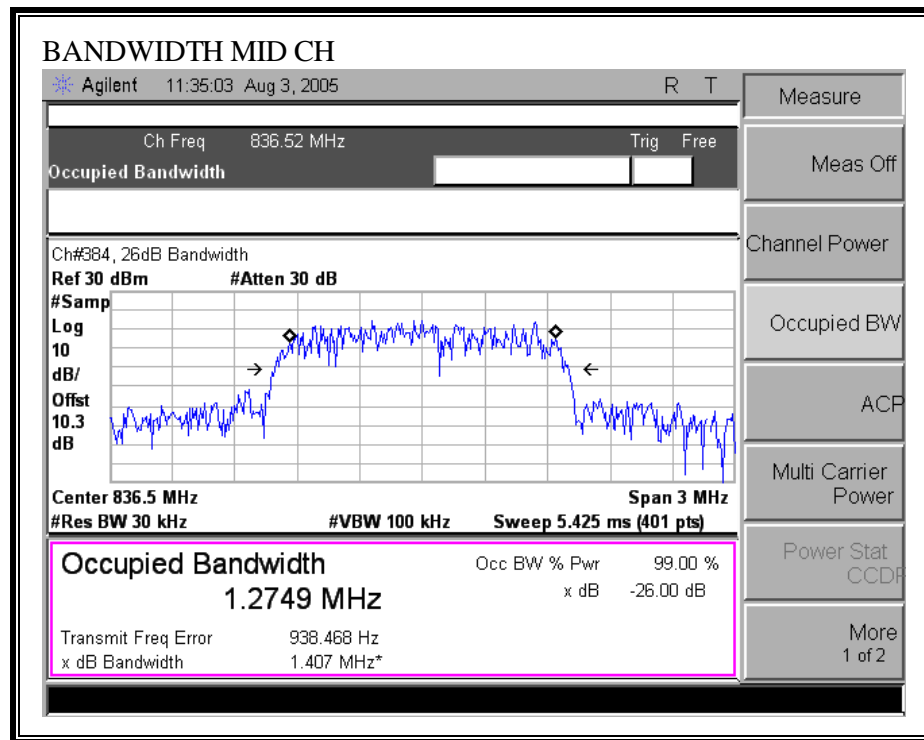 BANDWIDTH MID CH
Agilent 11:35:03 Aug 3, 2005 R T
Measure
Ch Freq 836.52 MHz Trig Free
Occupied Bandwidth
Meas Off
Channel Power
Occupied BW
ACP
Multi Carrier
Power
Power Stat
CCDF
More
1 of 2
Ch#384, 26dB Bandwidth
Ref 30 dBm #Atten 30 dB
#Samp
Log
10
dB/
Offst
10.3
dB
Center 836.5 MHz Span 3 MHz
#Res BW 30 kHz #VBW 100 kHz Sweep 5.425 ms (401 pts)
Occupied Bandwidth
1.2749 MHz
Occ BW % Pwr 99.00 %
x dB -26.00 dB
Transmit Freq Error 938.468 Hz
x dB Bandwidth 1.407 MHz*